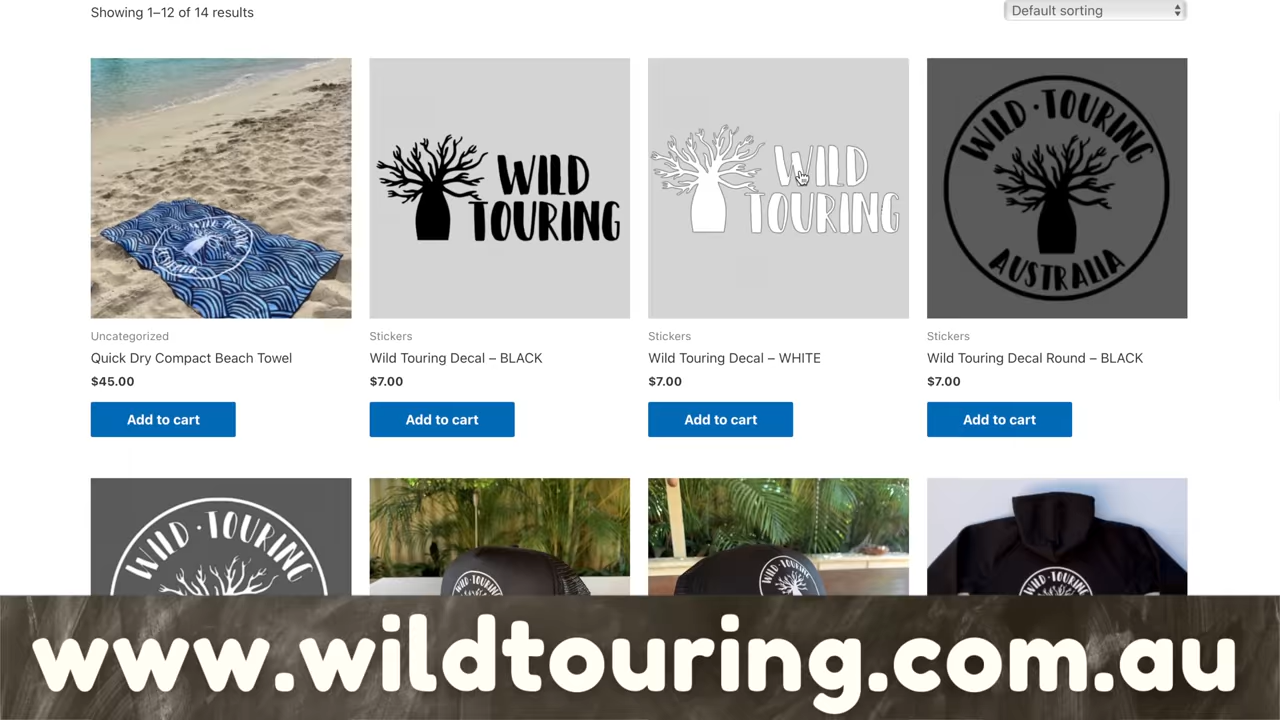 Showing 1–12 of 14 results
Default sorting
WILD
TOURING
WILD
TOURING
WILD · TOURING
AUSTRALIA
Uncategorized
Quick Dry Compact Beach Towel
$45.00
Add to cart
Stickers
Wild Touring Decal – BLACK
$7.00
Add to cart
Stickers
Wild Touring Decal – WHITE
$7.00
Add to cart
Stickers
Wild Touring Decal Round – BLACK
$7.00
Add to cart
WILD · TOURING
www.wildtouring.com.au